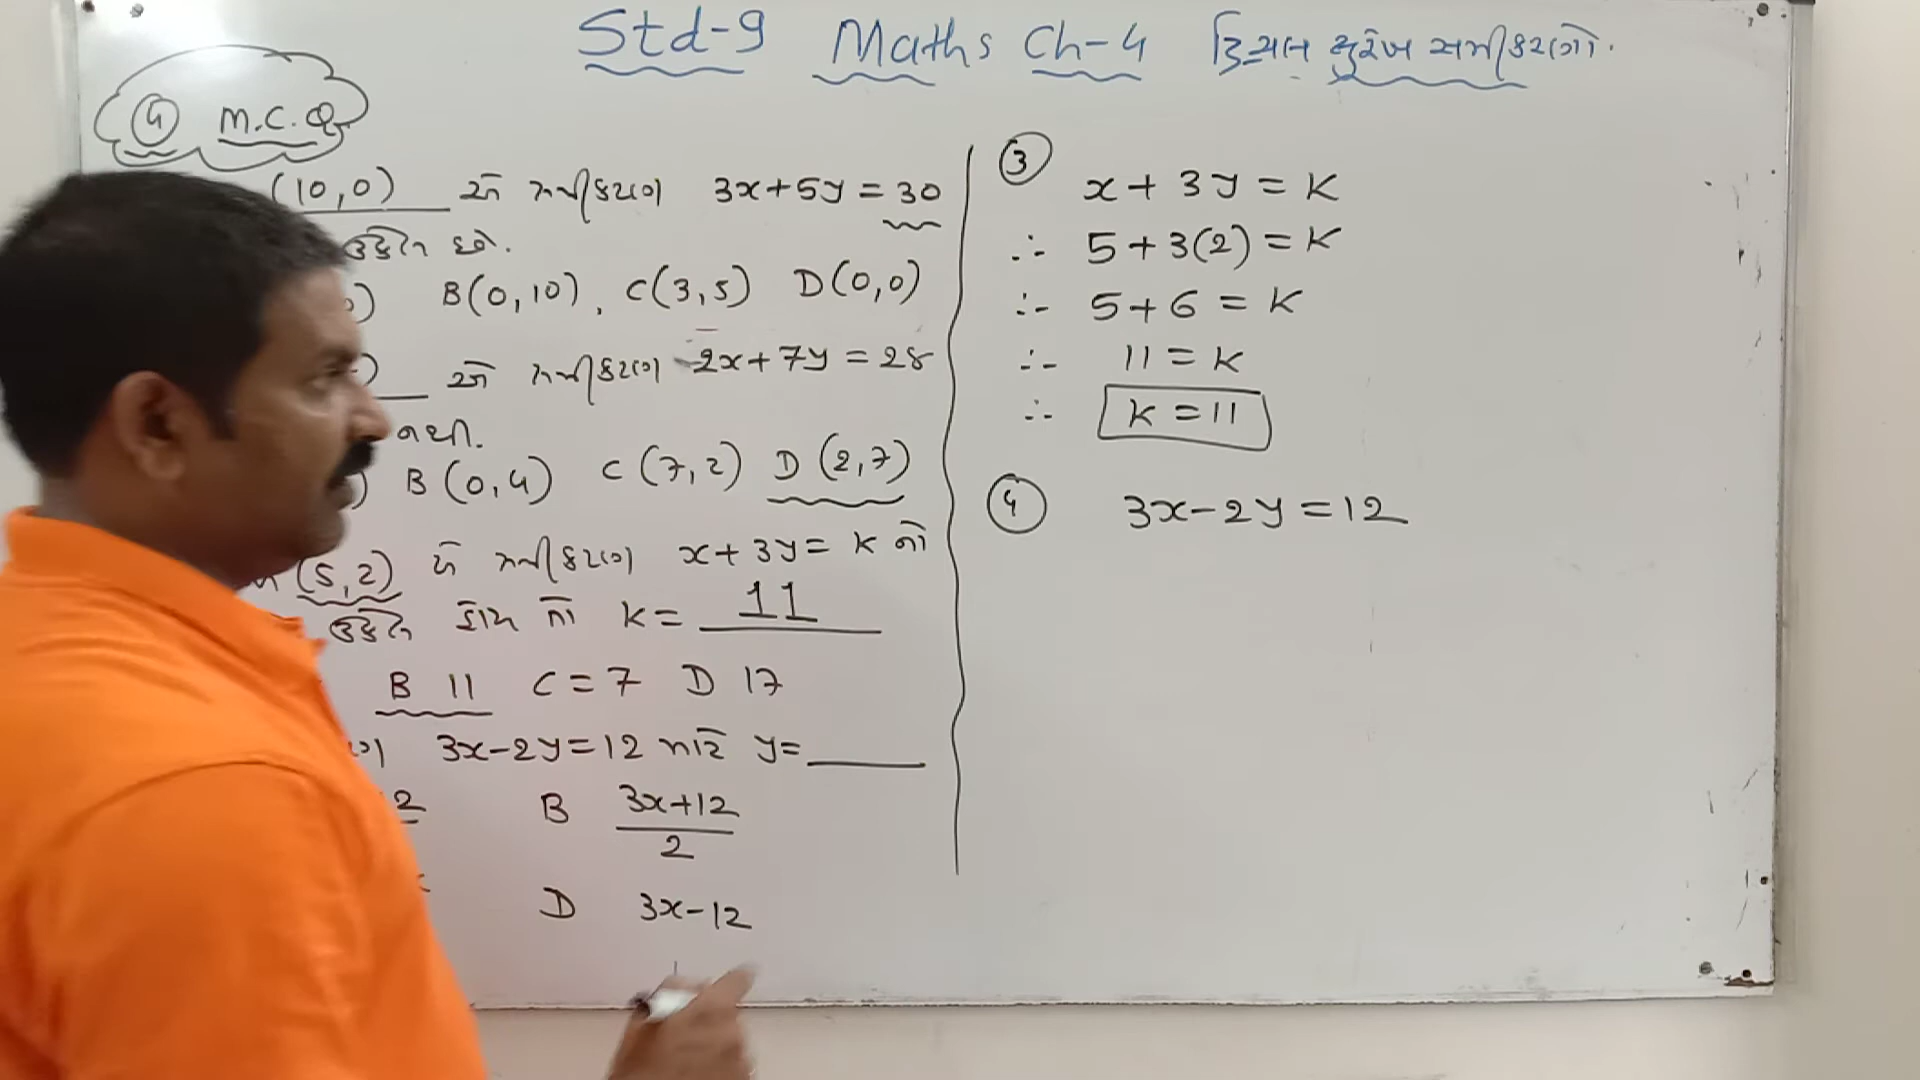 Std-9 Maths Ch-4 દ્વિચલ સુરેખ સમીકરણો.
4 M.C.Q
(10,0) એ સમીકરણ 3x+5y=30
ઉકેલ છે.
B(0,10), C(3,5) D(0,0)
એ સમીકરણ 2x+7y=28
નથી.
B(0,4) C(7,2) D(2,7)
(5,2) એ સમીકરણ x+3y=K નો
ઉકેલ હોય તો K= 11
B 11 C=7 D 17
3x-2y=12 માટે y=____
2 B (3x+12)/2
D 3x-12
3
x+3y=K
∴ 5+3(2)=K
∴ 5+6=K
∴ 11=K
∴ K=11
4 3x-2y=12